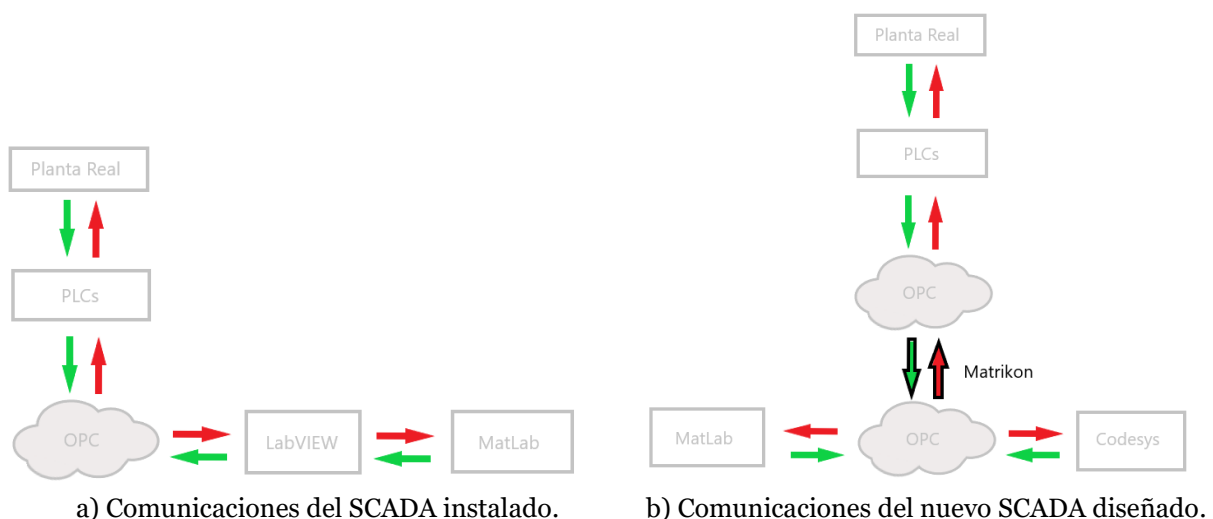 Planta Real
PLCs
OPC
LabVIEW
MatLab
a) Comunicaciones del SCADA instalado.
Planta Real
PLCs
OPC
Matrikon
MatLab
OPC
Codesys
b) Comunicaciones del nuevo SCADA diseñado.